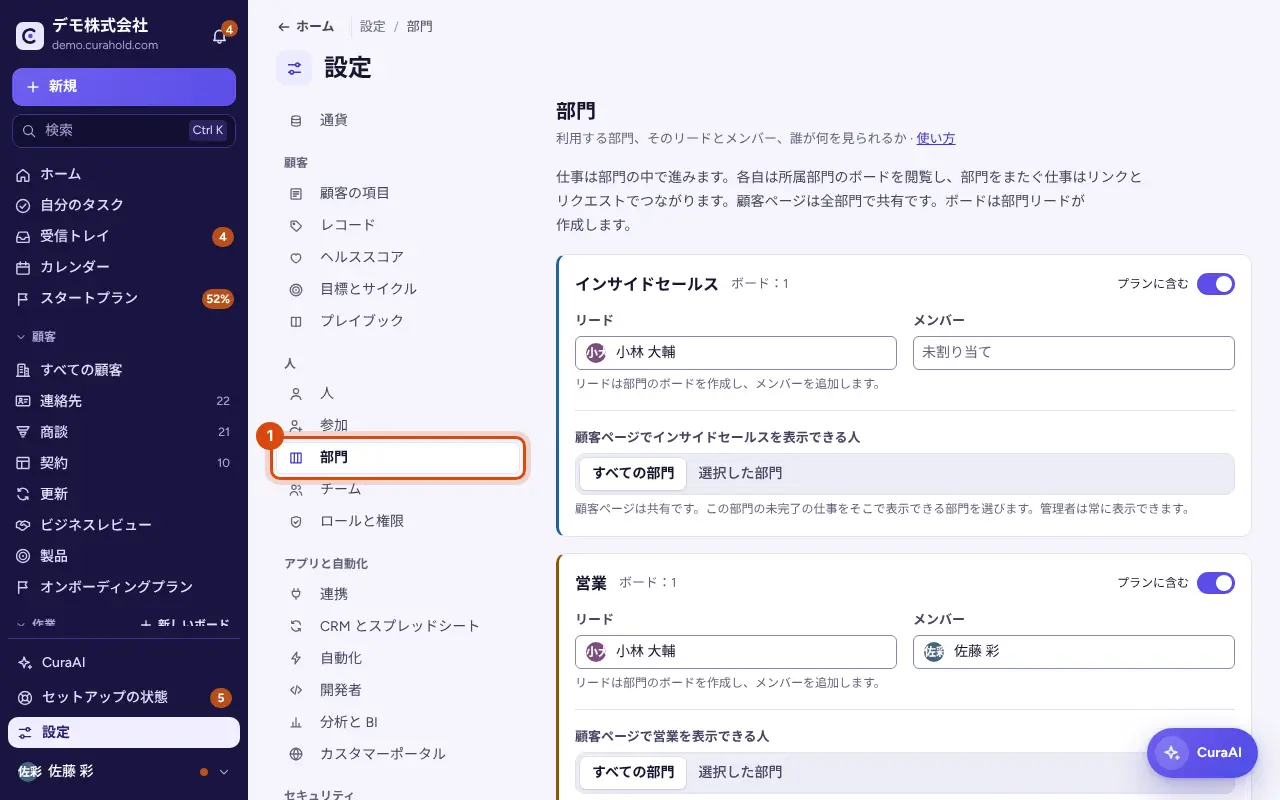 デモ株式会社
demo.curahold.com
4
新規
検索
Ctrl K
ホーム
自分のタスク
受信トレイ
4
カレンダー
スタートプラン
52%
顧客
すべての顧客
連絡先
22
商談
21
契約
10
更新
ビジネスレビュー
製品
オンボーディングプラン
作業
新しいボード
CuraAI
セットアップの状態
5
設定
佐彩
佐藤 彩
ホーム
設定 / 部門
設定
通貨
顧客
顧客の項目
レコード
ヘルススコア
目標とサイクル
プレイブック
人
人
参加
1
部門
チーム
ロールと権限
アプリと自動化
連携
CRM とスプレッドシート
自動化
開発者
分析と BI
カスタマーポータル
セキュリティ
部門
利用する部門、そのリードとメンバー、誰が何を見られるか · 使い方
仕事は部門の中で進みます。各自は所属部門のボードを閲覧し、部門をまたぐ仕事はリンクと
リクエストでつながります。顧客ページは全部門で共有です。ボードは部門リードが
作成します。
インサイドセールス
ボード：1
プランに含む
リード
メンバー
小林 大輔
未割り当て
リードは部門のボードを作成し、メンバーを追加します。
顧客ページでインサイドセールスを表示できる人
すべての部門
選択した部門
顧客ページは共有です。この部門の未完了の仕事をそこで表示できる部門を選びます。管理者は常に表示できます。
営業
ボード：1
プランに含む
リード
メンバー
小林 大輔
佐彩
佐藤 彩
リードは部門のボードを作成し、メンバーを追加します。
顧客ページで営業を表示できる人
すべての部門
選択した部門
CuraAI